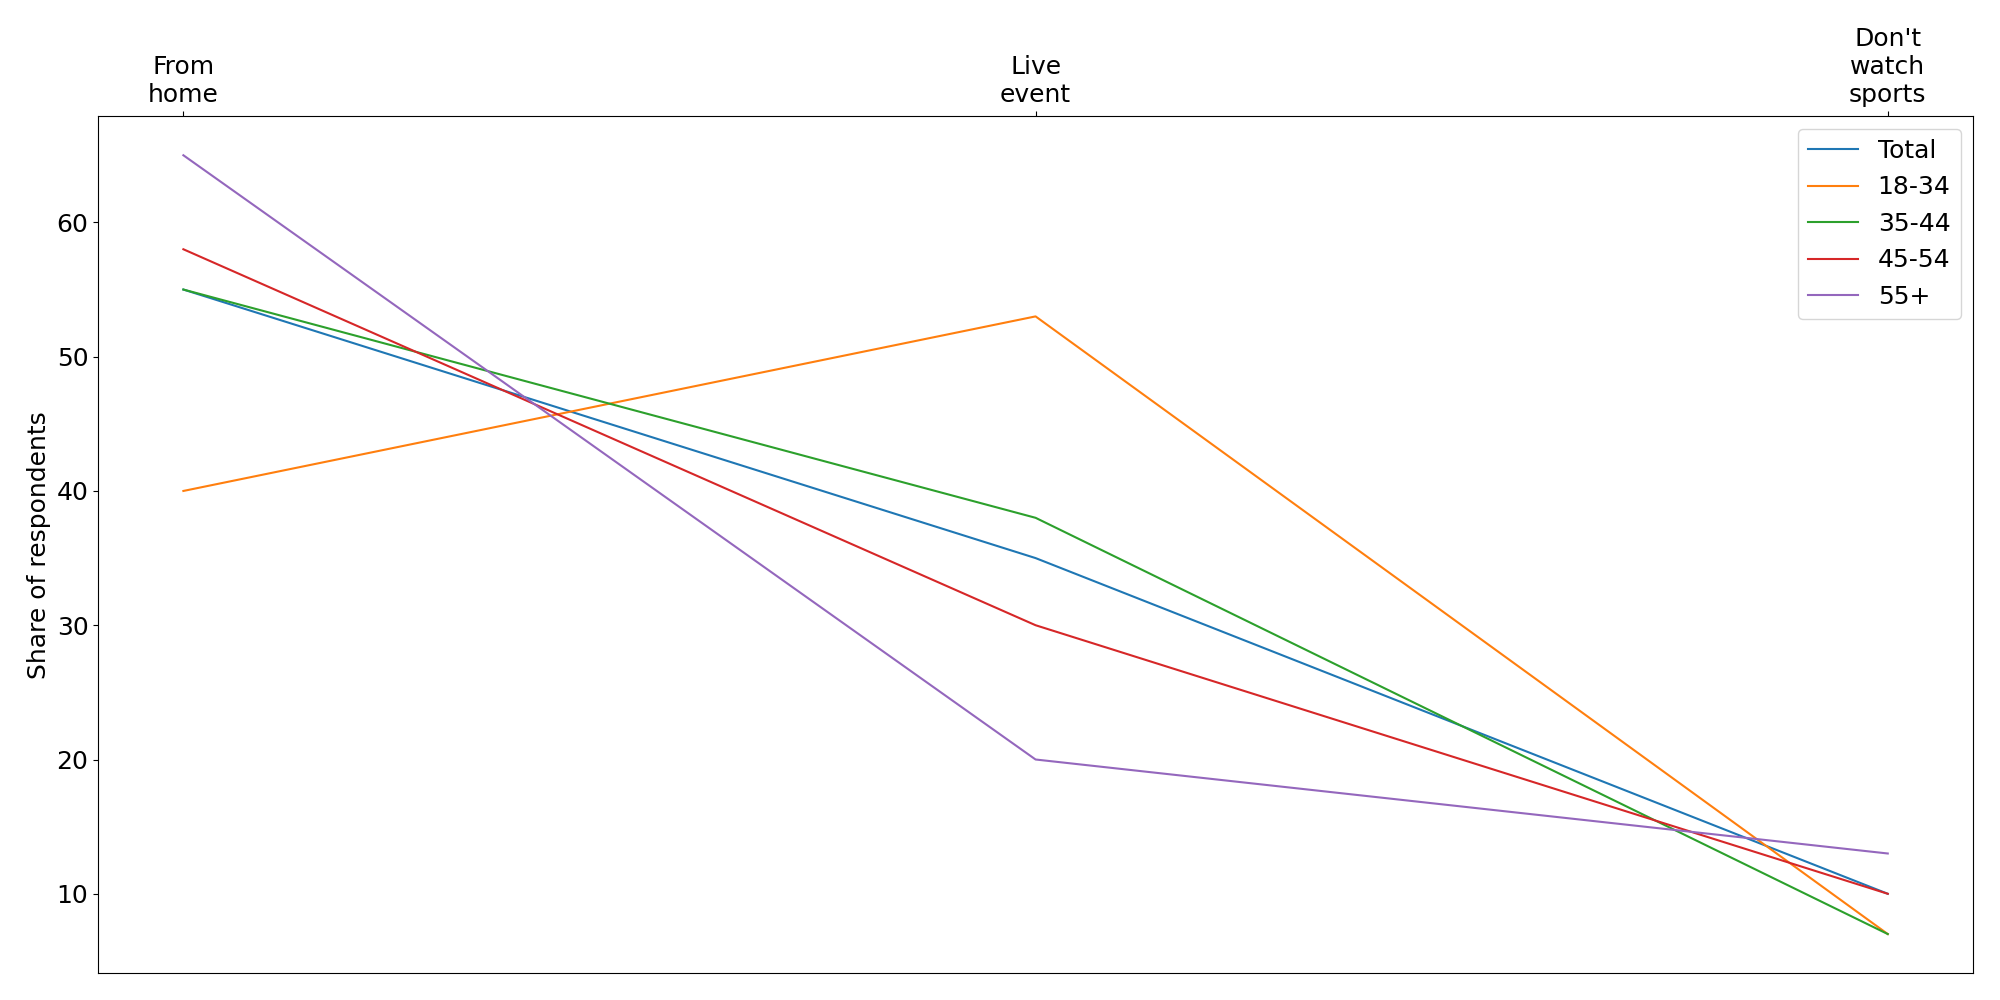 From
home
Live
event
Don't
watch
sports
Share of respondents
60
50
40
30
20
10
Total
18-34
35-44
45-54
55+